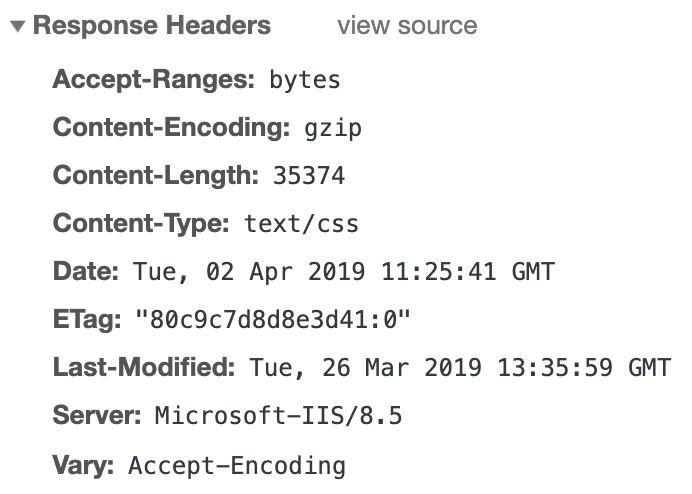 Response Headers view source
Accept-Ranges: bytes
Content-Encoding: gzip
Content-Length: 35374
Content-Type: text/css
Date: Tue, 02 Apr 2019 11:25:41 GMT
ETag: "80c9c7d8d8e3d41:0"
Last-Modified: Tue, 26 Mar 2019 13:35:59 GMT
Server: Microsoft-IIS/8.5
Vary: Accept-Encoding